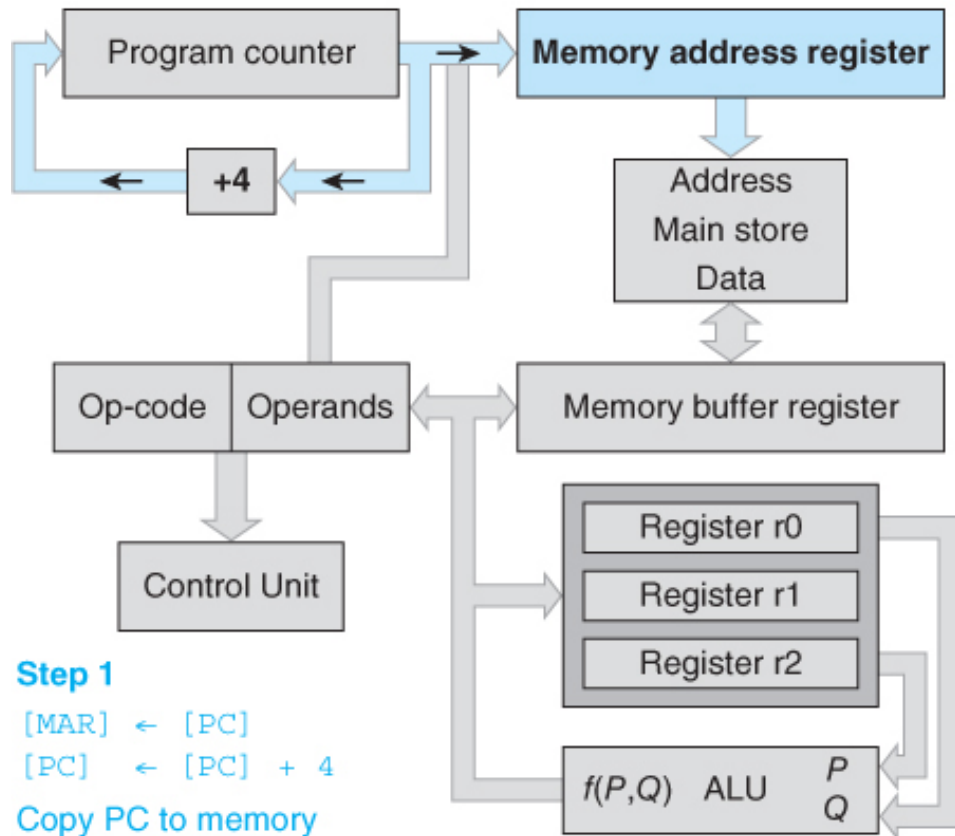 Program counter
Memory address register
+4
Address
Main store
Data
Op-code
Operands
Memory buffer register
Control Unit
Register r0
Register r1
Register r2
Step 1
[MAR] ← [PC]
[PC] ← [PC] + 4
Copy PC to memory
f(P,Q) ALU
P
Q